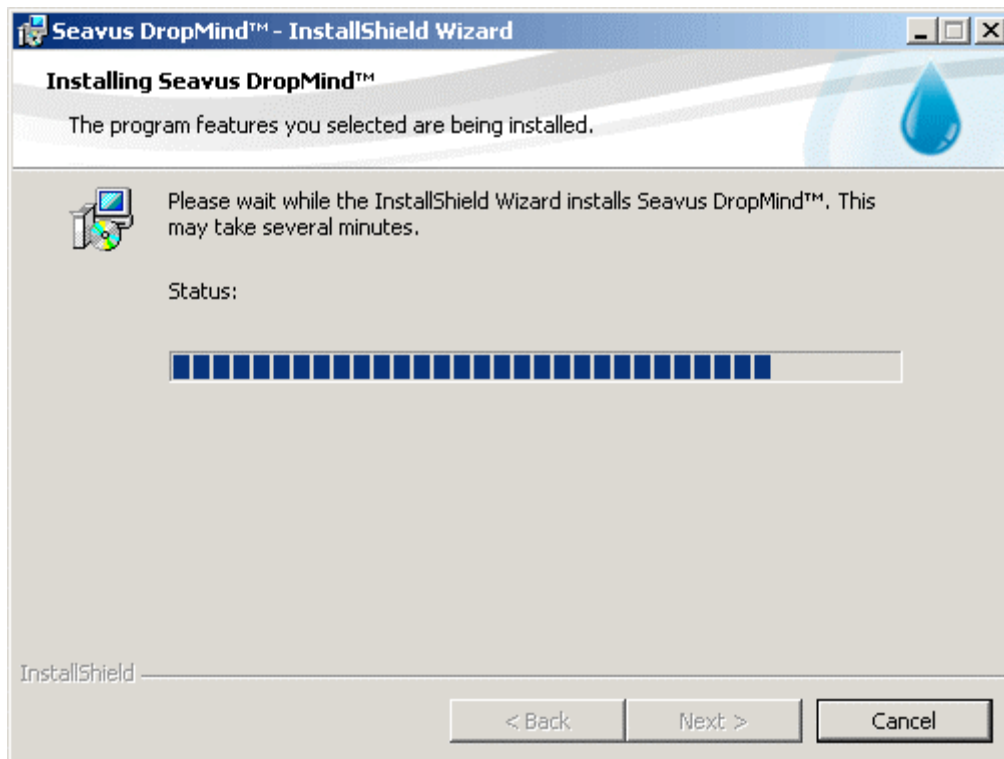 Seavus DropMind™ - InstallShield Wizard
Installing Seavus DropMind™
The program features you selected are being installed.
Please wait while the InstallShield Wizard installs Seavus DropMind™. This
may take several minutes.
Status:
InstallShield
< Back
Next >
Cancel